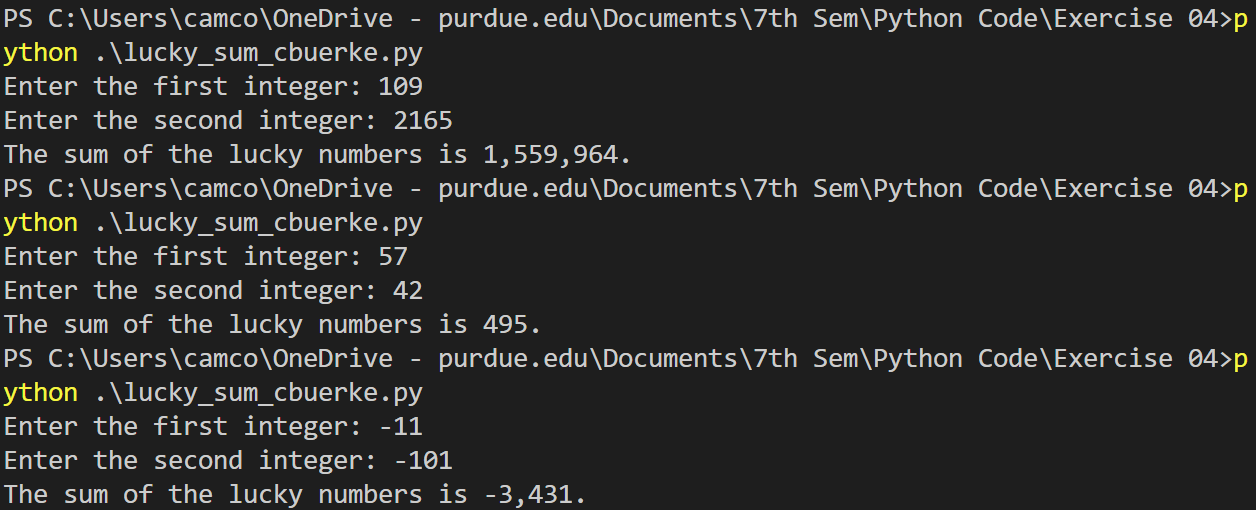 PS C:\Users\camco\OneDrive - purdue.edu\Documents\7th Sem\Python Code\Exercise 04>p
ython .\lucky_sum_cbuerke.py
Enter the first integer: 109
Enter the second integer: 2165
The sum of the lucky numbers is 1,559,964.
PS C:\Users\camco\OneDrive - purdue.edu\Documents\7th Sem\Python Code\Exercise 04>p
ython .\lucky_sum_cbuerke.py
Enter the first integer: 57
Enter the second integer: 42
The sum of the lucky numbers is 495.
PS C:\Users\camco\OneDrive - purdue.edu\Documents\7th Sem\Python Code\Exercise 04>p
ython .\lucky_sum_cbuerke.py
Enter the first integer: -11
Enter the second integer: -101
The sum of the lucky numbers is -3,431.